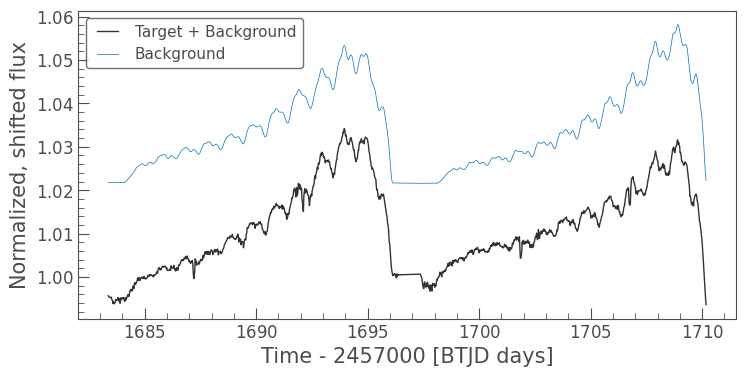 Target + Background
Background
1.06
1.05
1.04
1.03
1.02
1.01
1.00
Normalized, shifted flux
1685 1690 1695 1700 1705 1710
Time - 2457000 [BTJD days]